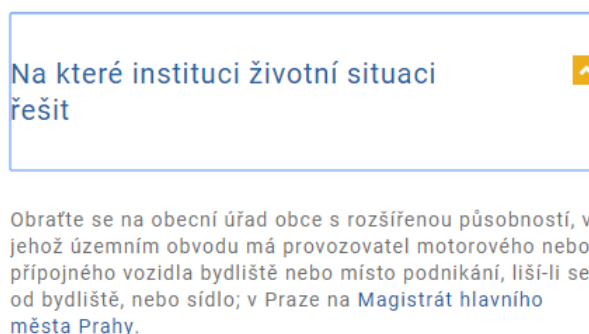 Na které instituci životní situaci
řešit
Obraťte se na obecní úřad obce s rozšířenou působností, v
jehož územním obvodu má provozovatel motorového nebo
přípojného vozidla bydliště nebo místo podnikání, liší-li se
od bydliště, nebo sídlo; v Praze na Magistrát hlavního
města Prahy.